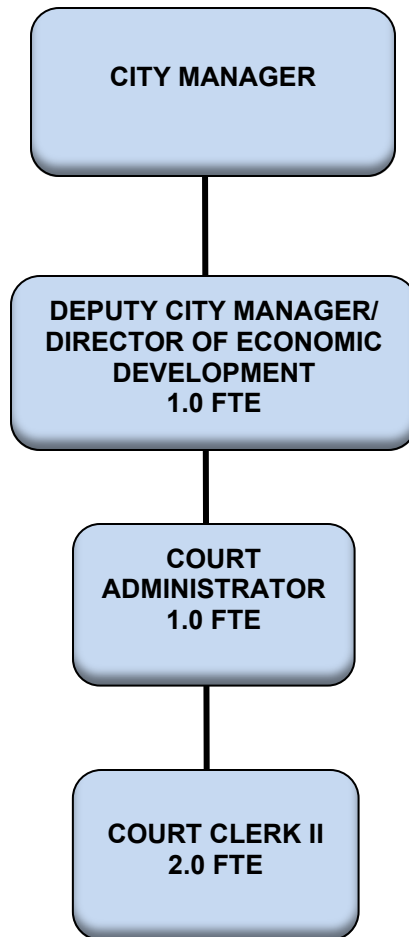 CITY MANAGER
DEPUTY CITY MANAGER/
DIRECTOR OF ECONOMIC
DEVELOPMENT
1.0 FTE
COURT
ADMINISTRATOR
1.0 FTE
COURT CLERK II
2.0 FTE